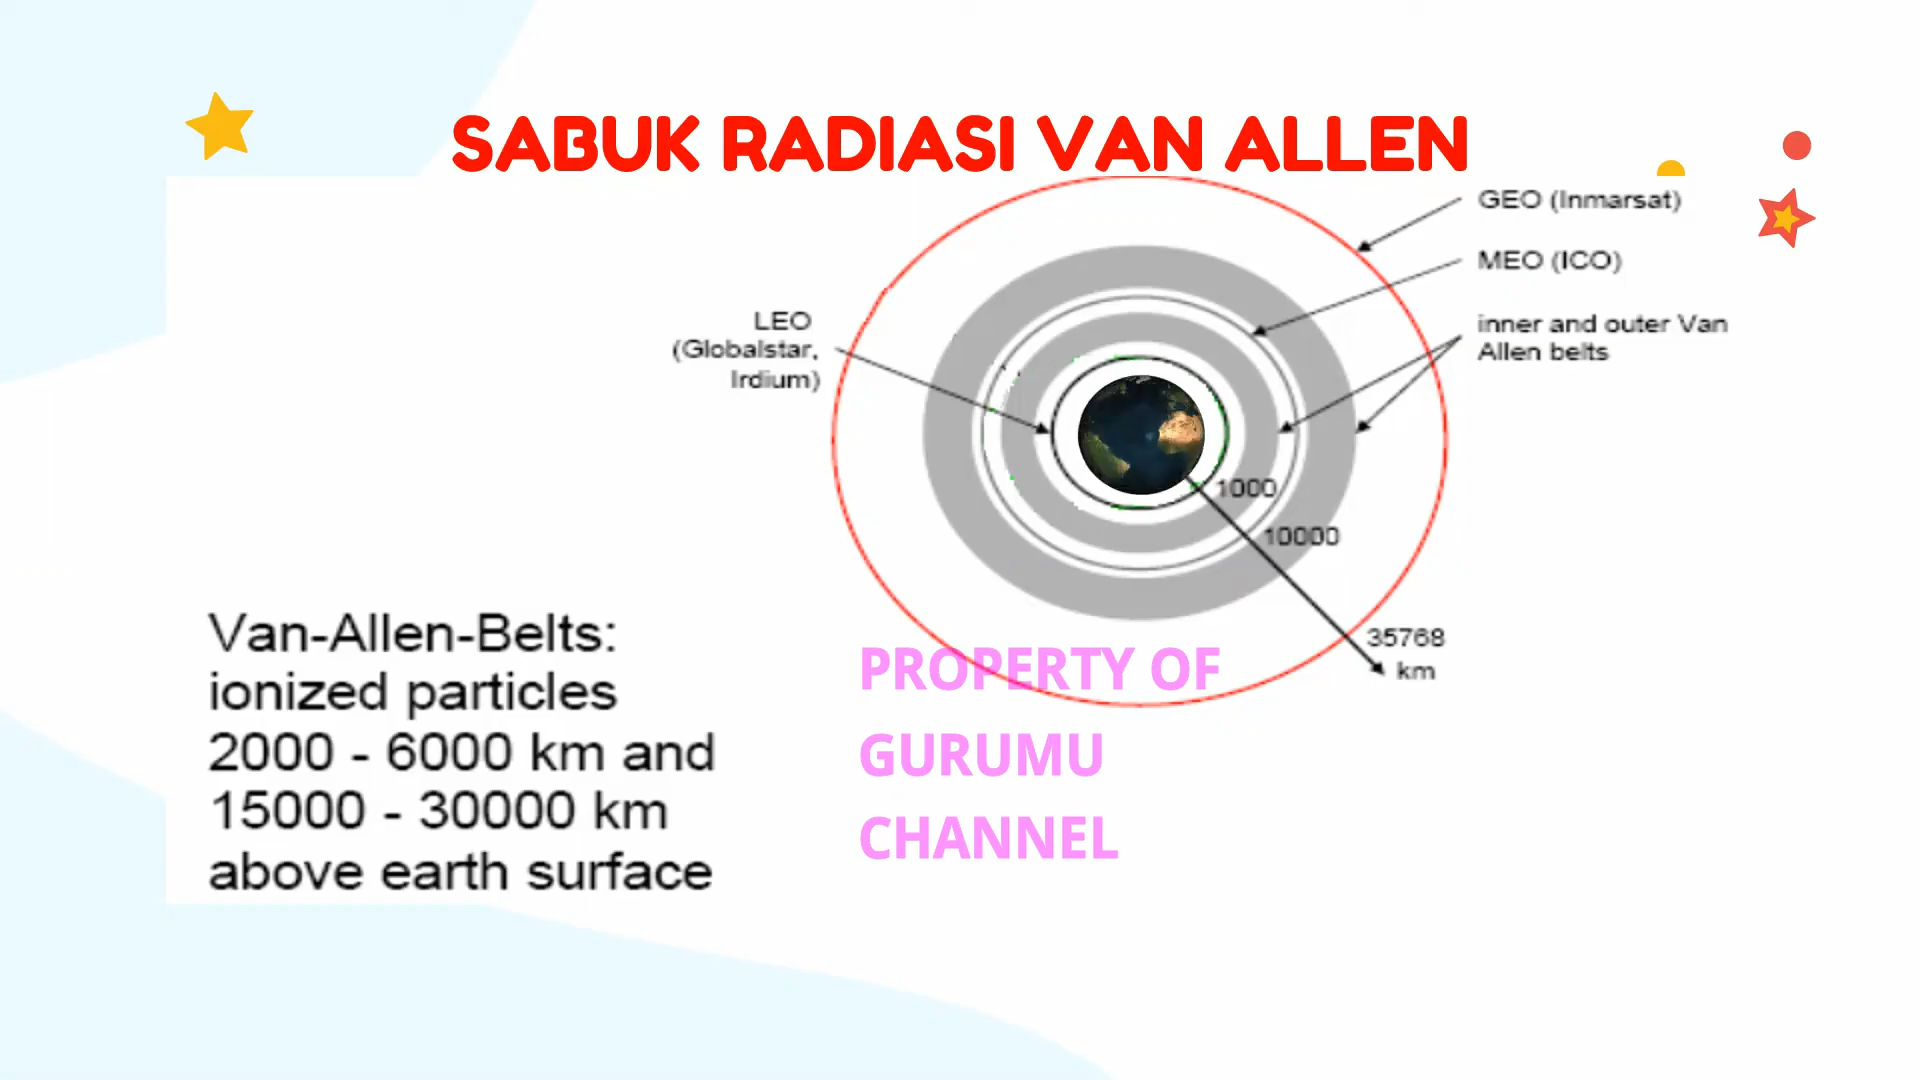 SABUK RADIASI VAN ALLEN
GEO (Inmarsat)
MEO (ICO)
inner and outer Van
Allen belts
LEO
(Globalstar,
Irdium)
1000
10000
35768
km
Van-Allen-Belts:
ionized particles
2000 - 6000 km and
15000 - 30000 km
above earth surface
PROPERTY OF
GURUMU
CHANNEL